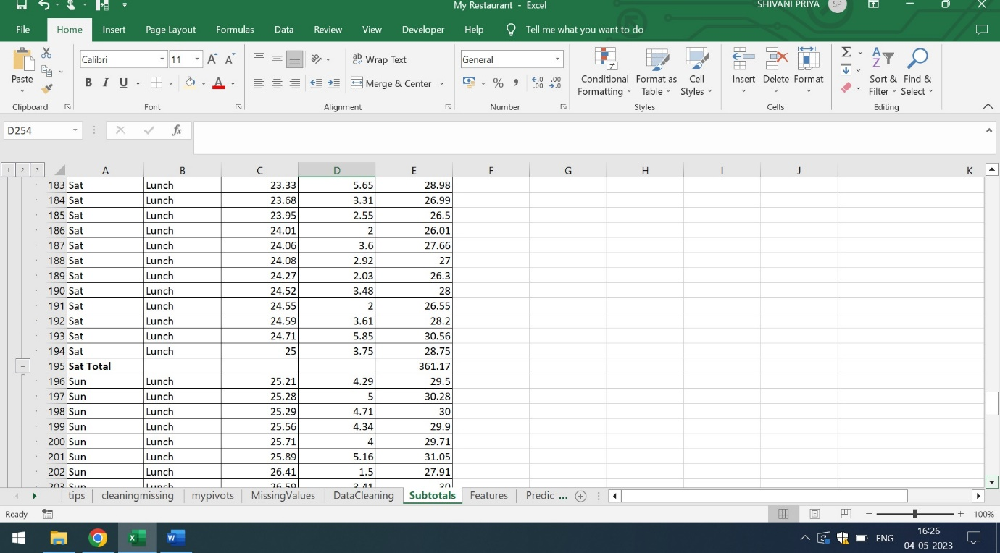 My Restaurant - Excel
SHIVANI PRIYA SP
File Home Insert Page Layout Formulas Data Review View Developer Help Tell me what you want to do
Paste
Calibri 11
B I U
Wrap Text
Merge & Center
General
%
Conditional Formatting
Format as Table
Cell Styles
Insert Delete Format
Sort & Filter
Find & Select
Clipboard Font Alignment Number Styles Cells Editing
D254 fx
1 2 3 A B C D E F G H I J K
183 Sat Lunch 23.33 5.65 28.98
184 Sat Lunch 23.68 3.31 26.99
185 Sat Lunch 23.95 2.55 26.5
186 Sat Lunch 24.01 2 26.01
187 Sat Lunch 24.06 3.6 27.66
188 Sat Lunch 24.08 2.92 27
189 Sat Lunch 24.27 2.03 26.3
190 Sat Lunch 24.52 3.48 28
191 Sat Lunch 24.55 2 26.55
192 Sat Lunch 24.59 3.61 28.2
193 Sat Lunch 24.71 5.85 30.56
194 Sat Lunch 25 3.75 28.75
195 Sat Total 361.17
196 Sun Lunch 25.21 4.29 29.5
197 Sun Lunch 25.28 5 30.28
198 Sun Lunch 25.29 4.71 30
199 Sun Lunch 25.56 4.34 29.9
200 Sun Lunch 25.71 4 29.71
201 Sun Lunch 25.89 5.16 31.05
202 Sun Lunch 26.41 1.5 27.91
203 Sun Lunch 26.59 3.41 30
tips cleaningmissing mypivots MissingValues DataCleaning Subtotals Features Predic ...
Ready 100%
ENG 16:26
04-05-2023